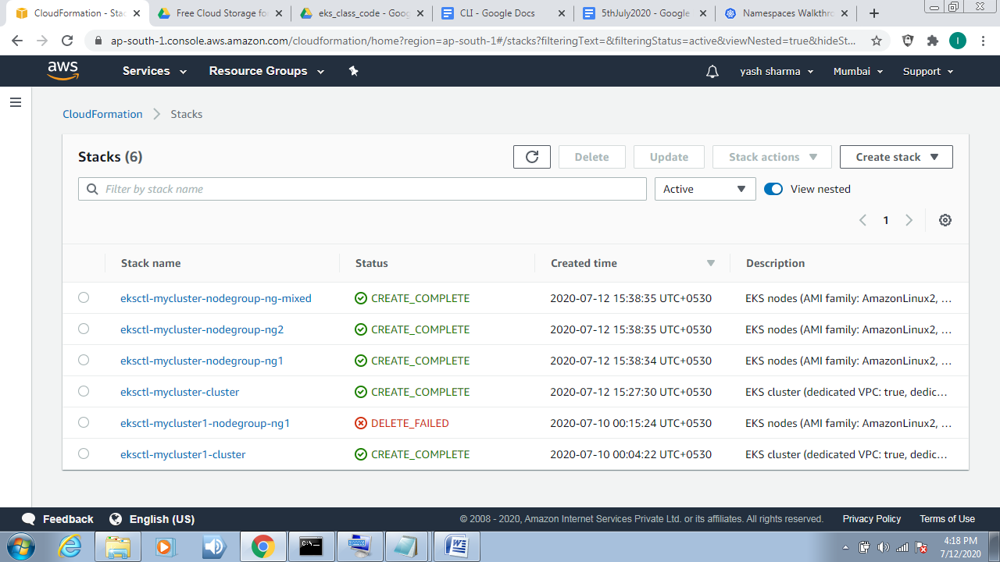 CloudFormation - Stac
Free Cloud Storage fo
eks_class_code - Goog
CLI - Google Docs
5thJuly2020 - Google
Namespaces Walkthro
ap-south-1.console.aws.amazon.com/cloudformation/home?region=ap-south-1#/stacks?filteringText=&filteringStatus=active&viewNested=true&hideSt...
I
aws
Services
Resource Groups
yash sharma
Mumbai
Support
CloudFormation
Stacks
Stacks (6)
Delete
Update
Stack actions
Create stack
Filter by stack name
Active
View nested
1
Stack name
Status
Created time
Description
eksctl-mycluster-nodegroup-ng-mixed CREATE_COMPLETE 2020-07-12 15:38:35 UTC+0530 EKS nodes (AMI family: AmazonLinux2, ...
eksctl-mycluster-nodegroup-ng2 CREATE_COMPLETE 2020-07-12 15:38:35 UTC+0530 EKS nodes (AMI family: AmazonLinux2, ...
eksctl-mycluster-nodegroup-ng1 CREATE_COMPLETE 2020-07-12 15:38:34 UTC+0530 EKS nodes (AMI family: AmazonLinux2, ...
eksctl-mycluster-cluster CREATE_COMPLETE 2020-07-12 15:27:30 UTC+0530 EKS cluster (dedicated VPC: true, dedic...
eksctl-mycluster1-nodegroup-ng1 DELETE_FAILED 2020-07-10 00:15:24 UTC+0530 EKS nodes (AMI family: AmazonLinux2, ...
eksctl-mycluster1-cluster CREATE_COMPLETE 2020-07-10 00:04:22 UTC+0530 EKS cluster (dedicated VPC: true, dedic...
Feedback
English (US)
© 2008 - 2020, Amazon Internet Services Private Ltd. or its affiliates. All rights reserved.
Privacy Policy
Terms of Use
C:\
W
4:18 PM
7/12/2020